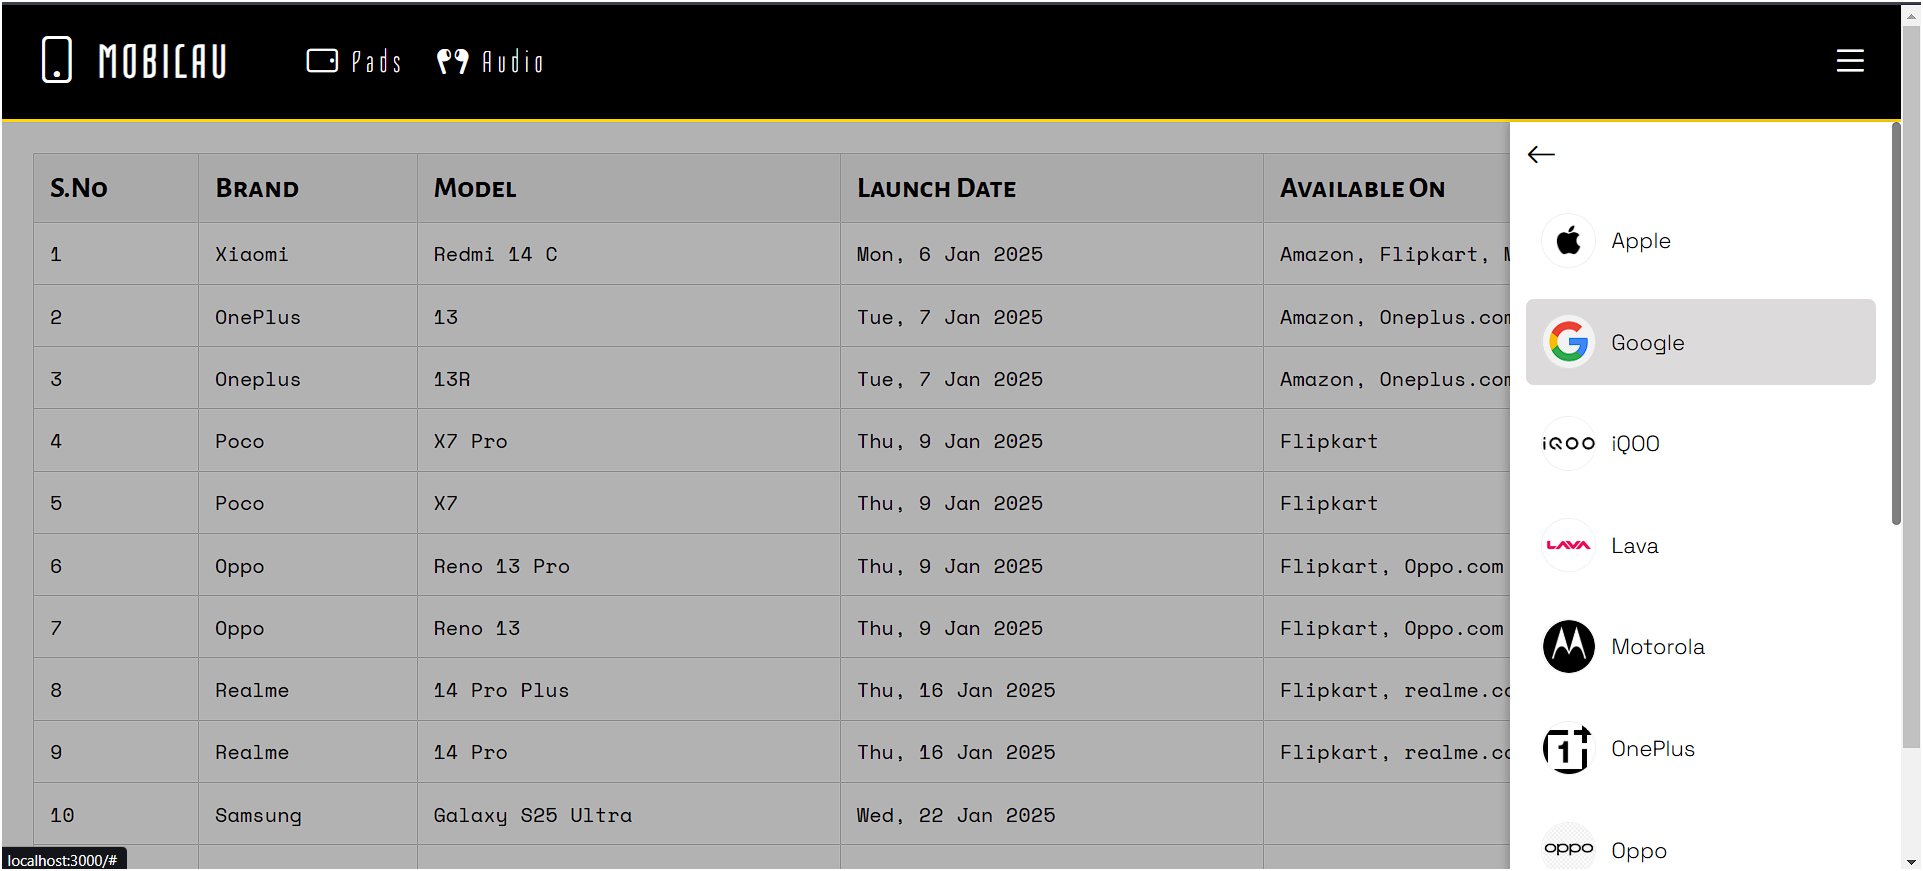 MOBILAU Pads Audio
S.No Brand Model Launch Date Available On
1 Xiaomi Redmi 14 C Mon, 6 Jan 2025 Amazon, Flipkart,
2 OnePlus 13 Tue, 7 Jan 2025 Amazon, Oneplus.com
3 Oneplus 13R Tue, 7 Jan 2025 Amazon, Oneplus.com
4 Poco X7 Pro Thu, 9 Jan 2025 Flipkart
5 Poco X7 Thu, 9 Jan 2025 Flipkart
6 Oppo Reno 13 Pro Thu, 9 Jan 2025 Flipkart, Oppo.com
7 Oppo Reno 13 Thu, 9 Jan 2025 Flipkart, Oppo.com
8 Realme 14 Pro Plus Thu, 16 Jan 2025 Flipkart, realme.co
9 Realme 14 Pro Thu, 16 Jan 2025 Flipkart, realme.co
10 Samsung Galaxy S25 Ultra Wed, 22 Jan 2025
Apple
Google
iQOO iQOO
LAVA Lava
Motorola
1 OnePlus
oppo Oppo
localhost:3000/#